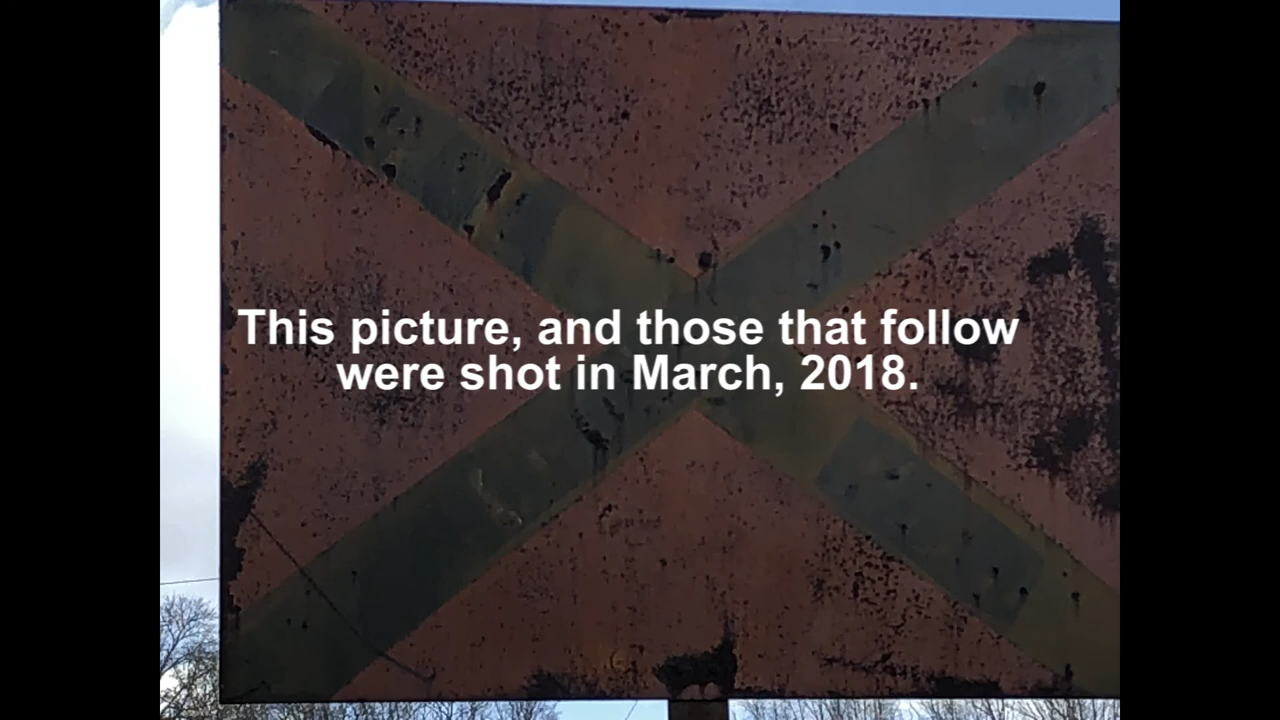 This picture, and those that follow
were shot in March, 2018.